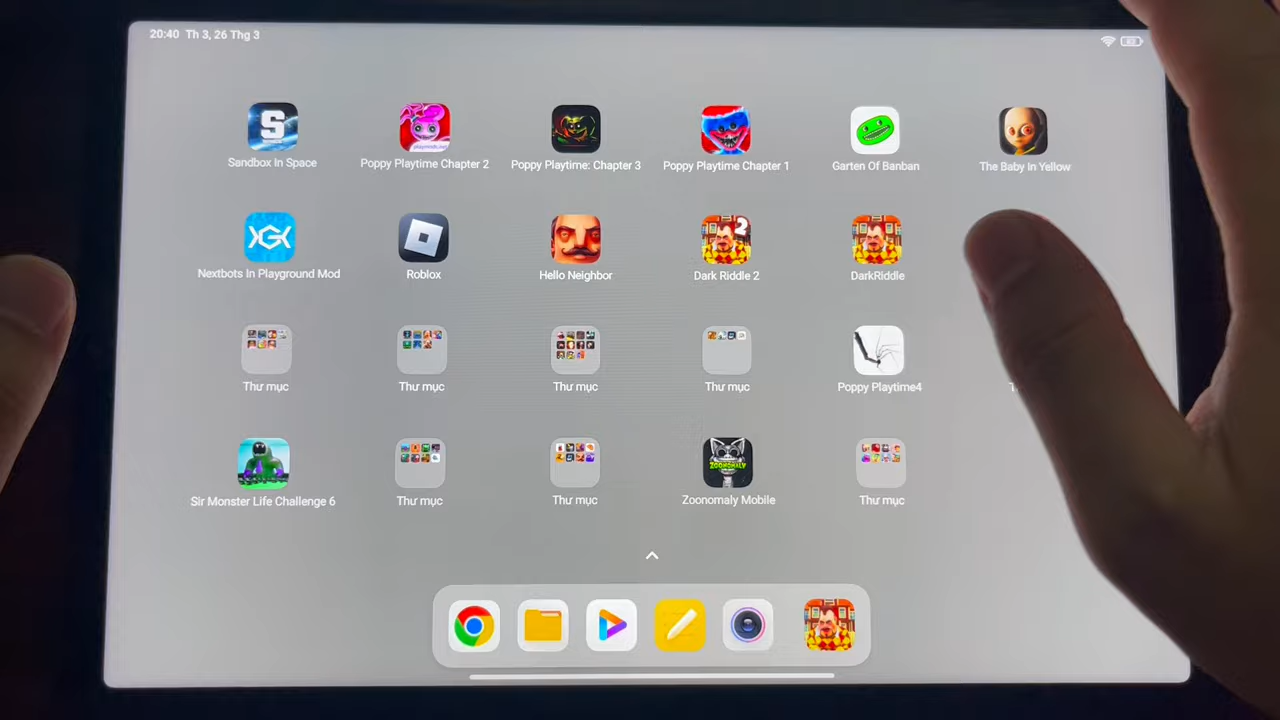 20:40 Th 3, 26 Thg 3
Sandbox In Space
Poppy Playtime Chapter 2
Poppy Playtime: Chapter 3
Poppy Playtime Chapter 1
Garten Of Banban
The Baby In Yellow
Nextbots In Playground Mod
Roblox
Hello Neighbor
2
Dark Riddle 2
DarkRiddle
Thư mục
Thư mục
Thư mục
Thư mục
Poppy Playtime4
Sir Monster Life Challenge 6
Thư mục
Thư mục
ZOONOMALY
Zoonomaly Mobile
Thư mục